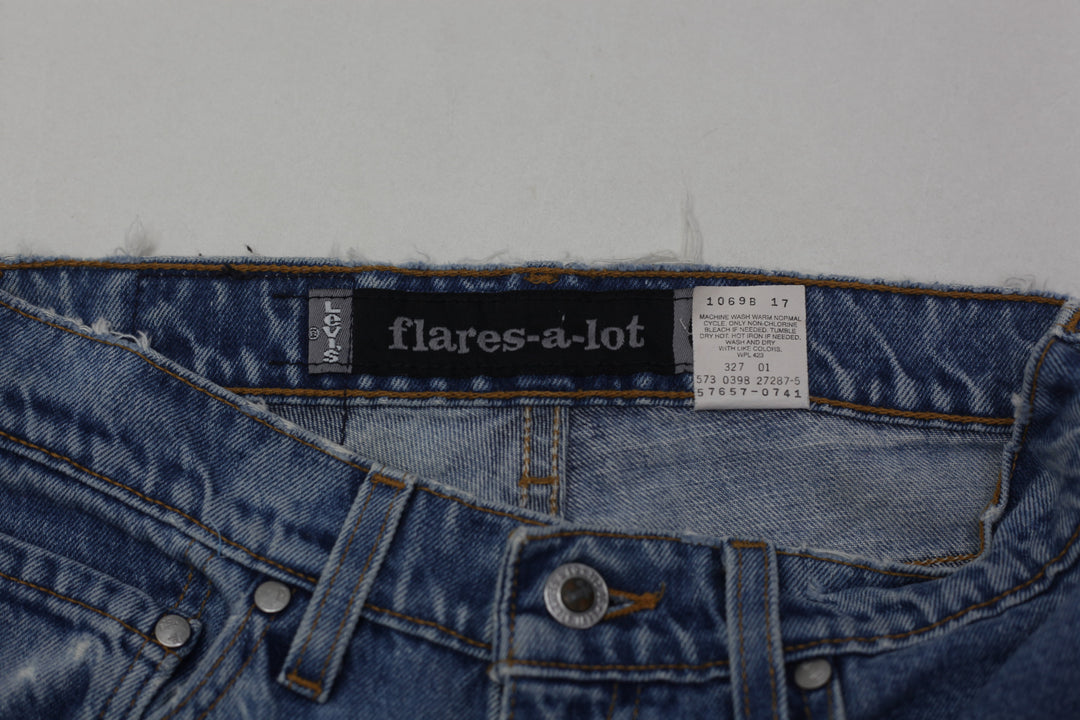 LEVI'S
®
flares-a-lot
1069B 17
MACHINE WASH WARM NORMAL
CYCLE. ONLY NON-CHLORINE
BLEACH IF NEEDED. TUMBLE
DRY HOT. HOT IRON IF NEEDED.
WASH AND DRY
WITH LIKE COLORS.
WPL 423
327 01
573 0398 27287-5
57657-0741